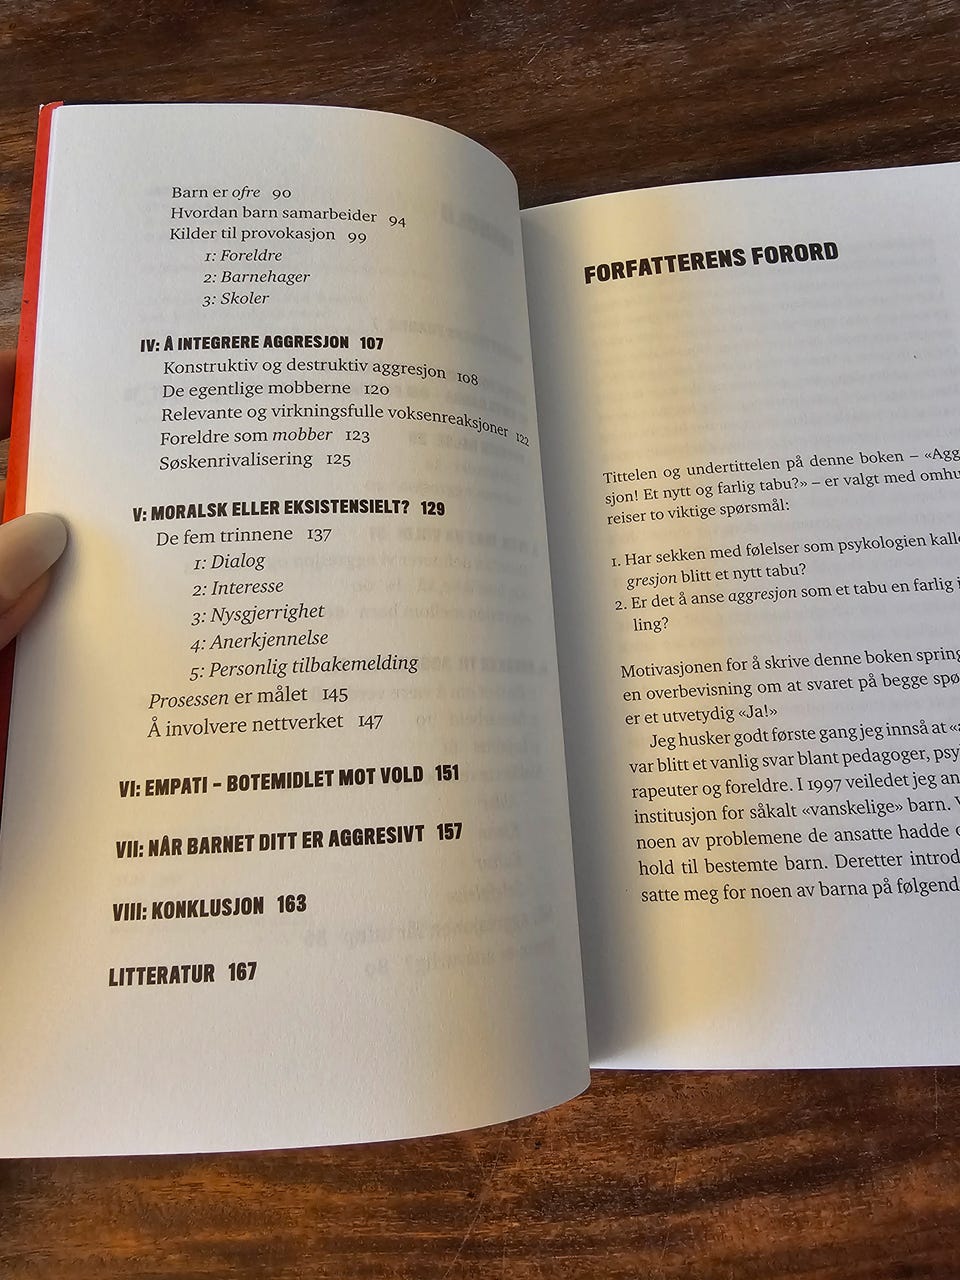 Barn er ofre 90
Hvordan barn samarbeider 94
Kilder til provokasjon 99
1: Foreldre
2: Barnehager
3: Skoler
IV: Å INTEGRERE AGGRESJON 107
Konstruktiv og destruktiv aggresjon 108
De egentlige mobberne 120
Relevante og virkningsfulle voksenreaksjoner 122
Foreldre som mobber 123
Søskenrivalisering 125
V: MORALSK ELLER EKSISTENSIELT? 129
De fem trinnene 137
1: Dialog
2: Interesse
3: Nysgjerrighet
4: Anerkjennelse
5: Personlig tilbakemelding
Prosessen er målet 145
Å involvere nettverket 147
VI: EMPATI – BOTEMIDLET MOT VOLD 151
VII: NÅR BARNET DITT ER AGGRESIVT 157
VIII: KONKLUSJON 163
LITTERATUR 167
FORFATTERENS FORORD
Tittelen og undertittelen på denne boken – «Agg
sjon! Et nytt og farlig tabu?» – er valgt med omhu
reiser to viktige spørsmål:
1. Har sekken med følelser som psykologien kall
gresjon blitt et nytt tabu?
2. Er det å anse aggresjon som et tabu en farlig
ling?
Motivasjonen for å skrive denne boken spring
en overbevisning om at svaret på begge spø
er et utvetydig «Ja!»
Jeg husker godt første gang jeg innså at «a
var blitt et vanlig svar blant pedagoger, psy
rapeuter og foreldre. I 1997 veiledet jeg an
institusjon for såkalt «vanskelige» barn. V
noen av problemene de ansatte hadde
hold til bestemte barn. Deretter introd
satte meg for noen av barna på følgend